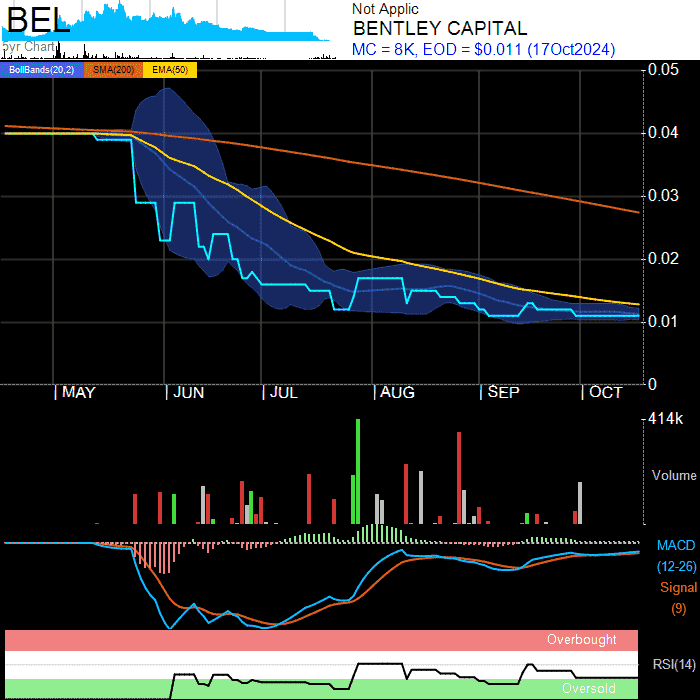 BEL
5yr Chart
Not Applic
BENTLEY CAPITAL
MC = 8K, EOD = $0.011 (17Oct2024)
BollBands(20,2) SMA(200) EMA(50)
0.05
0.04
0.03
0.02
0.01
0
MAY JUN JUL AUG SEP OCT
414k
Volume
MACD
(12-26)
Signal
(9)
Overbought
RSI(14)
Oversold